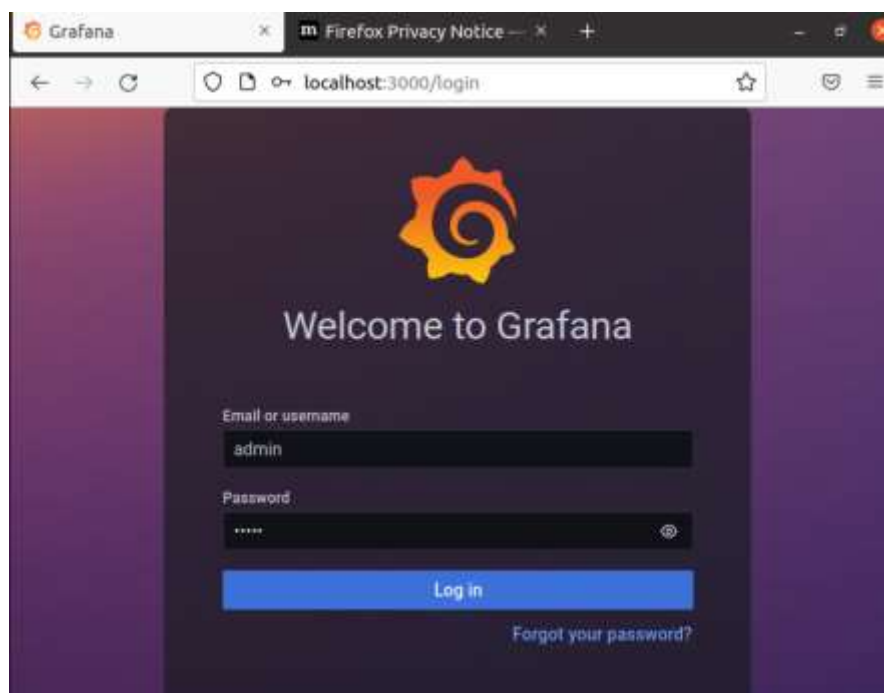 Grafana
m Firefox Privacy Notice —
localhost:3000/login
Welcome to Grafana
Email or username
admin
Password
•••••
Log in
Forgot your password?